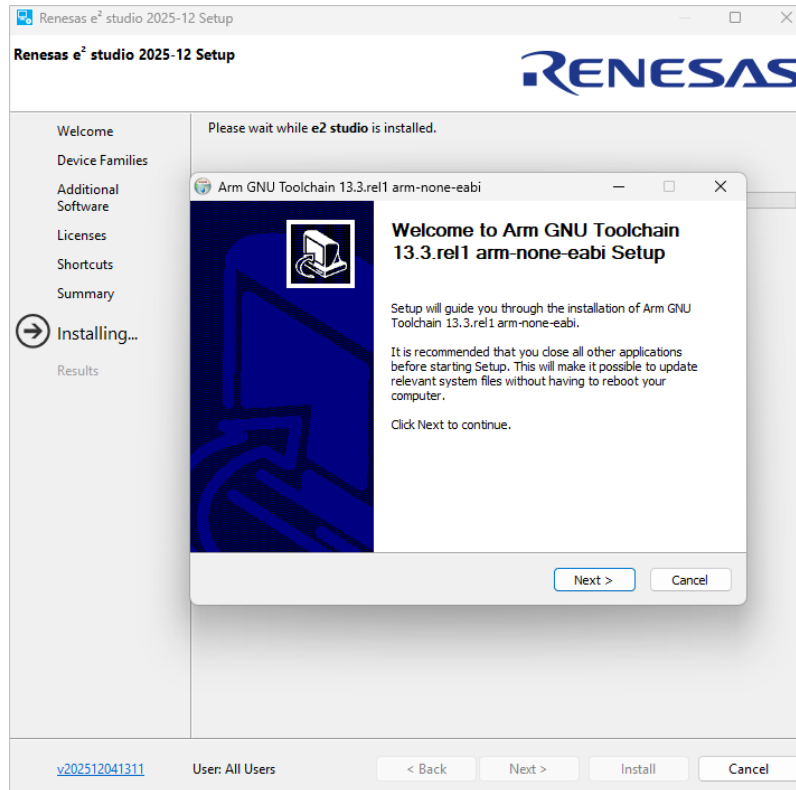 Renesas e² studio 2025-12 Setup
Renesas e² studio 2025-12 Setup
RENESAS
Welcome
Device Families
Additional
Software
Licenses
Shortcuts
Summary
Installing...
Results
Please wait while e2 studio is installed.
Arm GNU Toolchain 13.3.rel1 arm-none-eabi
Welcome to Arm GNU Toolchain
13.3.rel1 arm-none-eabi Setup
Setup will guide you through the installation of Arm GNU
Toolchain 13.3.rel1 arm-none-eabi.
It is recommended that you close all other applications
before starting Setup. This will make it possible to update
relevant system files without having to reboot your
computer.
Click Next to continue.
Next >
Cancel
v202512041311
User: All Users
< Back
Next >
Install
Cancel